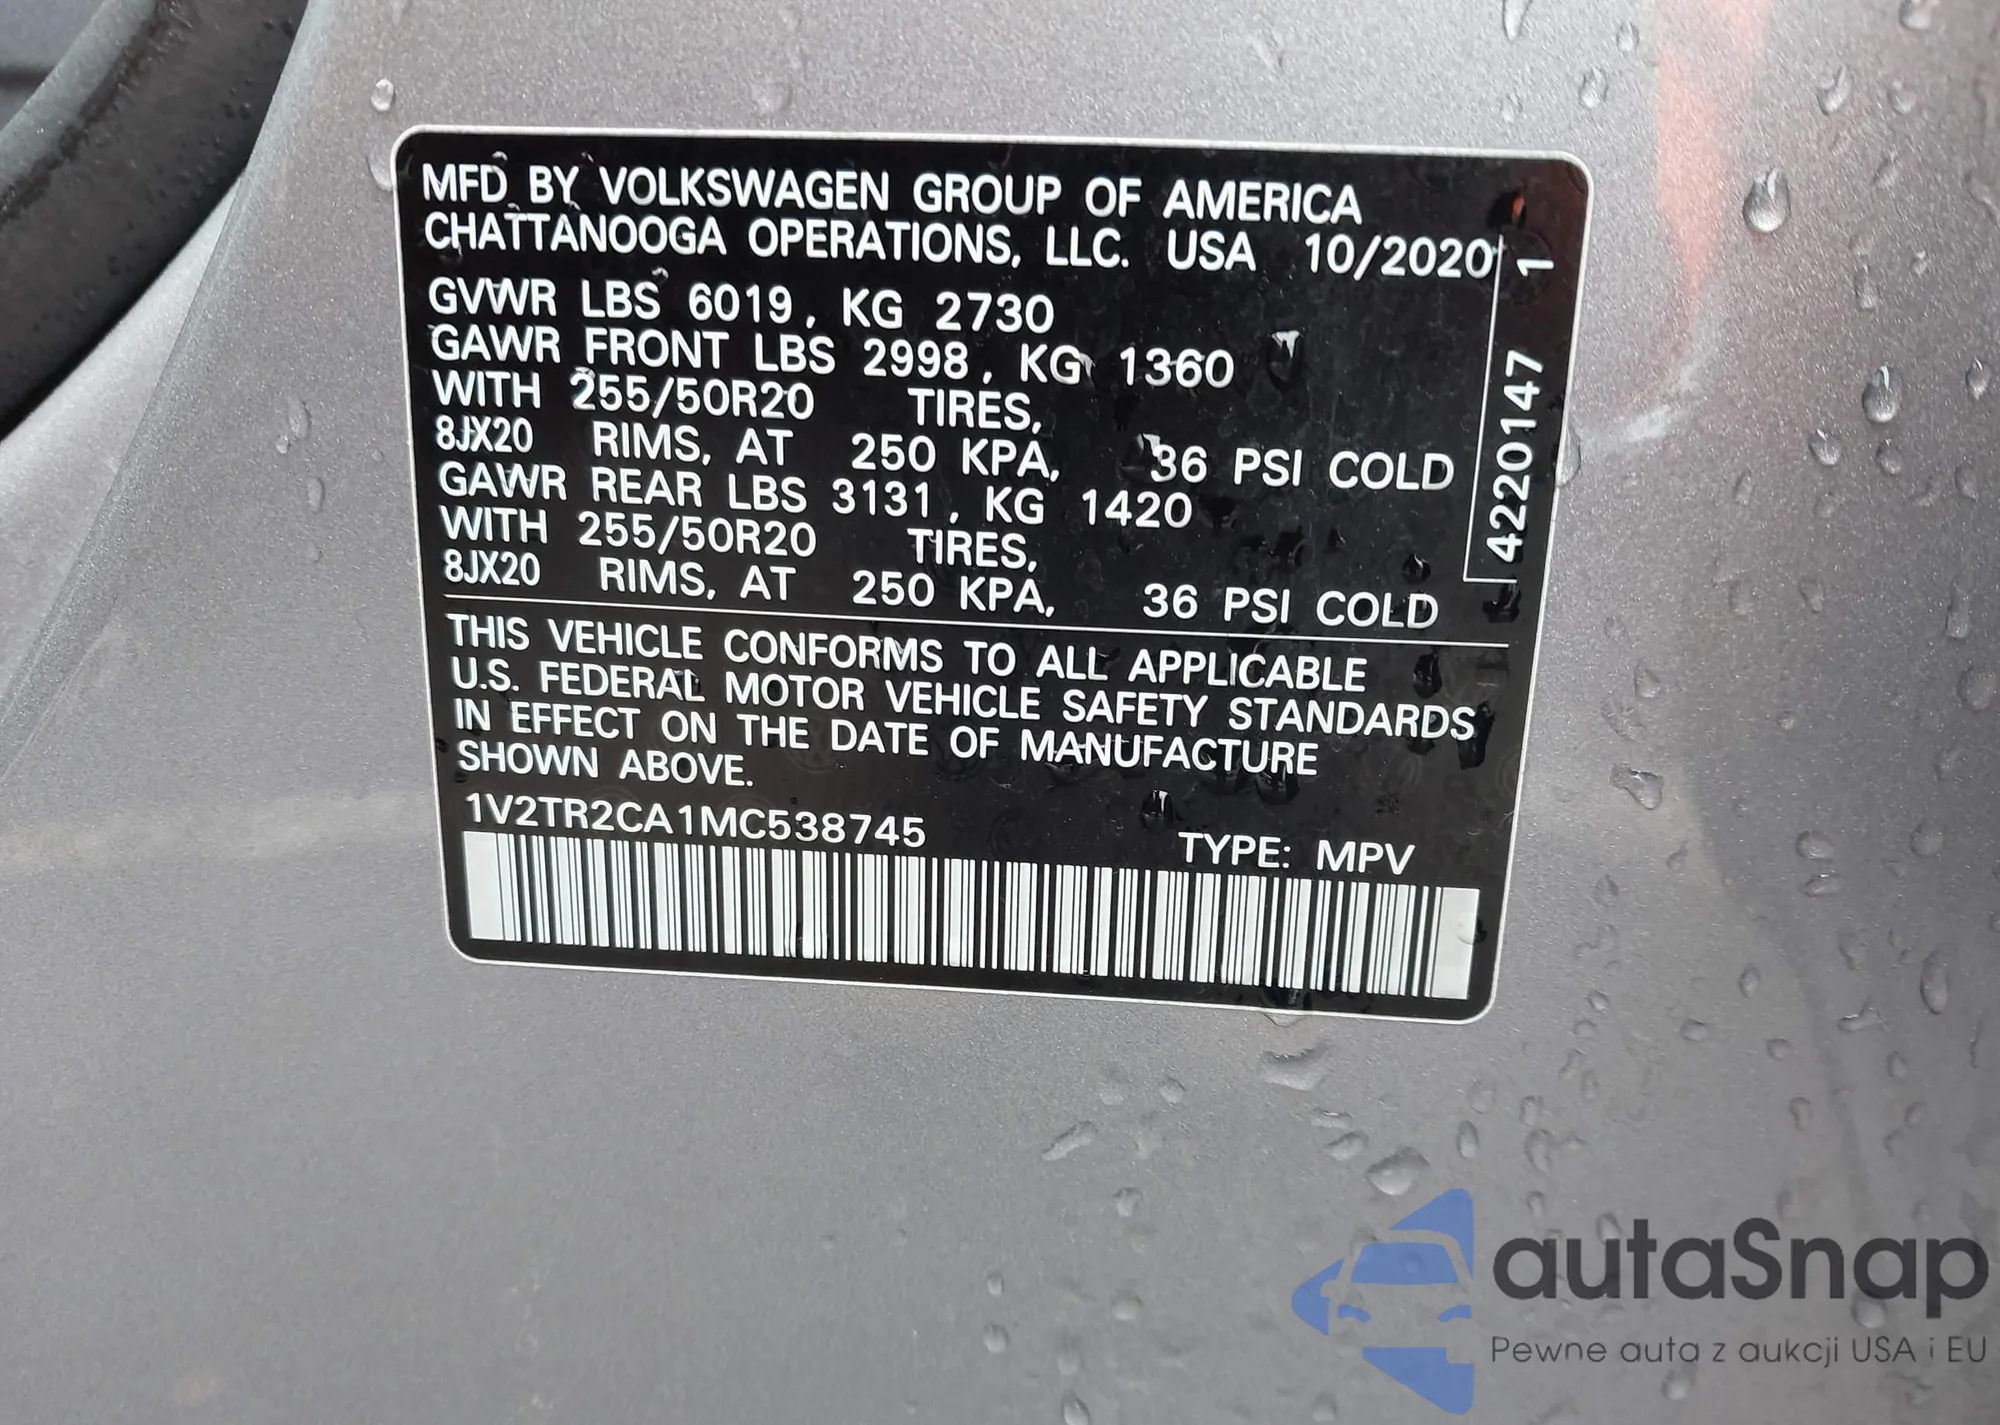 MFD BY VOLKSWAGEN GROUP OF AMERICA
CHATTANOOGA OPERATIONS, LLC. USA 10/2020
GVWR LBS 6019, KG 2730
GAWR FRONT LBS 2998, KG 1360
WITH 255/50R20 TIRES,
8JX20 RIMS, AT 250 KPA, 36 PSI COLD
GAWR REAR LBS 3131, KG 1420
WITH 255/50R20 TIRES,
8JX20 RIMS, AT 250 KPA, 36 PSI COLD
THIS VEHICLE CONFORMS TO ALL APPLICABLE
U.S. FEDERAL MOTOR VEHICLE SAFETY STANDARDS
IN EFFECT ON THE DATE OF MANUFACTURE
SHOWN ABOVE.
1V2TR2CA1MC538745 TYPE: MPV
4220147 1
autaSnap
Pewne auta z aukcji USA i EU